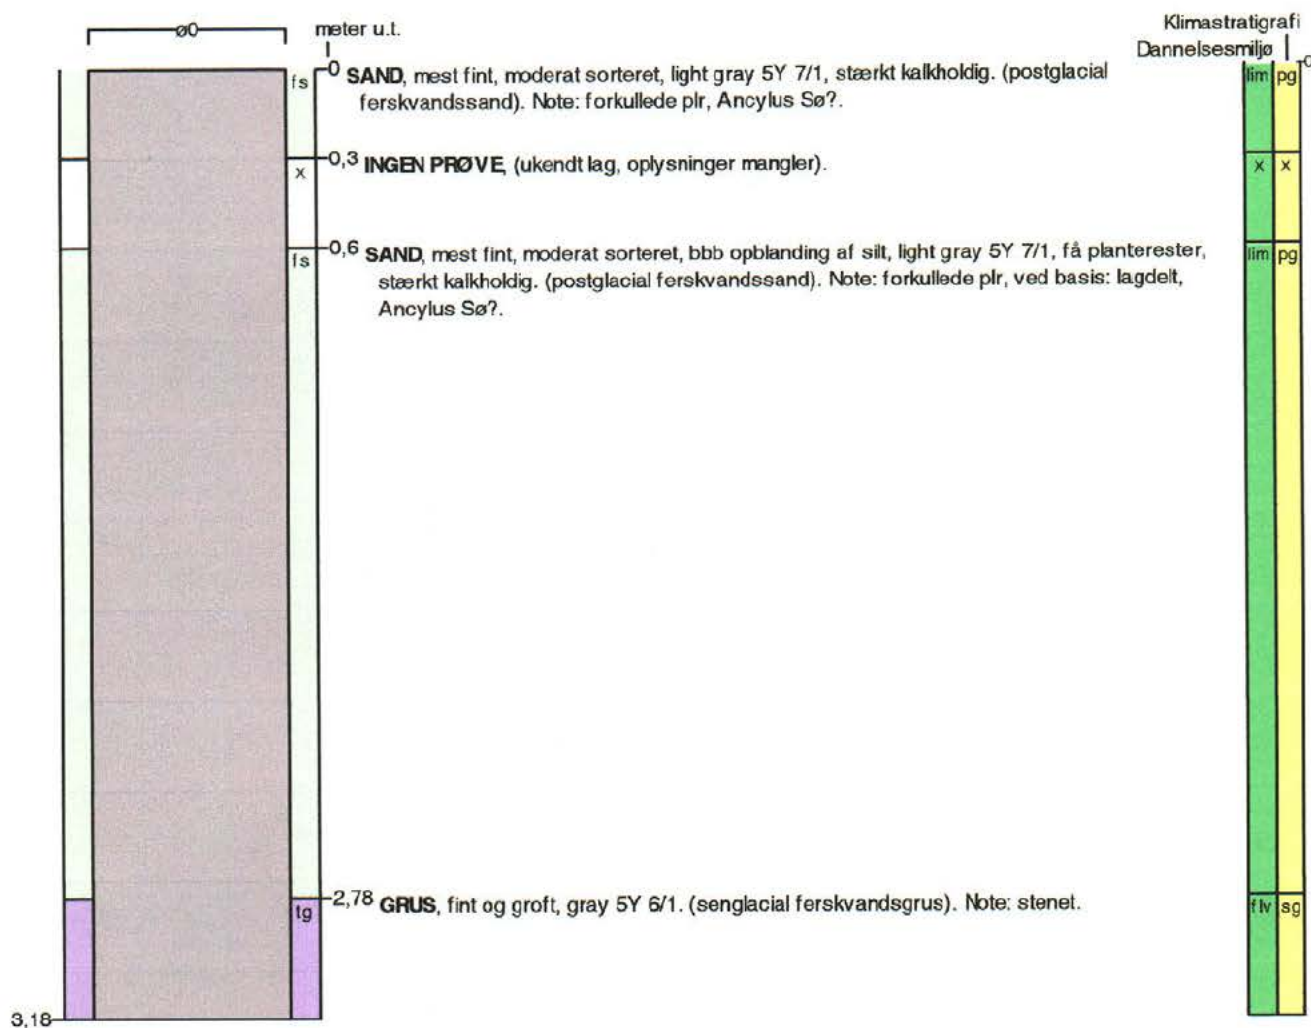 Klimastratigrafi
ø0 meter u.t.
Dannelsesmiljø
0 SAND, mest fint, moderat sorteret, light gray 5Y 7/1, stærkt kalkholdig. (postglacial
ferskvandssand). Note: forkullede plr, Ancylus Sø?.
fs
lim pg
0
0,3 INGEN PRØVE, (ukendt lag, oplysninger mangler).
x
x x
0,6 SAND, mest fint, moderat sorteret, bbb opblanding af silt, light gray 5Y 7/1, få planterester,
stærkt kalkholdig. (postglacial ferskvandssand). Note: forkullede plr, ved basis: lagdelt,
Ancylus Sø?.
fs
lim pg
2,78 GRUS, fint og groft, gray 5Y 6/1. (senglacial ferskvandsgrus). Note: stenet.
tg
flv sg
3,18